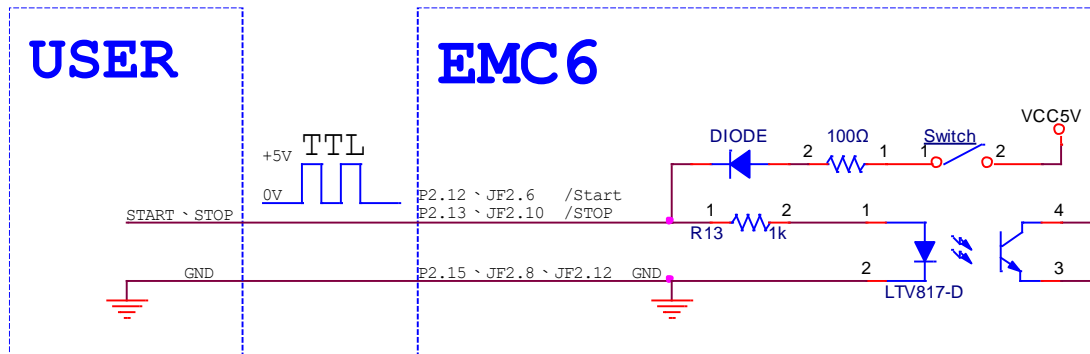 USER
EMC6
VCC5V
DIODE
100Ω
Switch
2
1
1
2
TTL
+5V
0V
P2.12、JF2.6 /Start
START、STOP
P2.13、JF2.10 /STOP
1
2
1
4
R13
1k
GND
P2.15、JF2.8、JF2.12 GND
2
3
LTV817-D